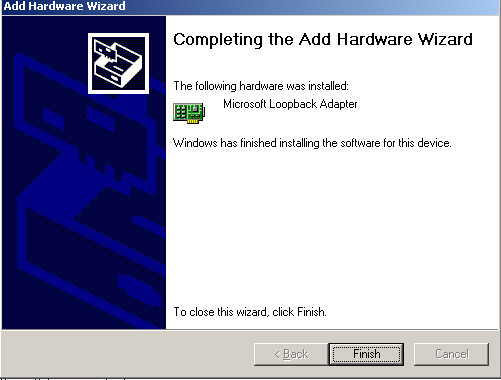 Add Hardware Wizard
Completing the Add Hardware Wizard
The following hardware was installed:
Microsoft Loopback Adapter
Windows has finished installing the software for this device.
To close this wizard, click Finish.
< Back
Finish
Cancel